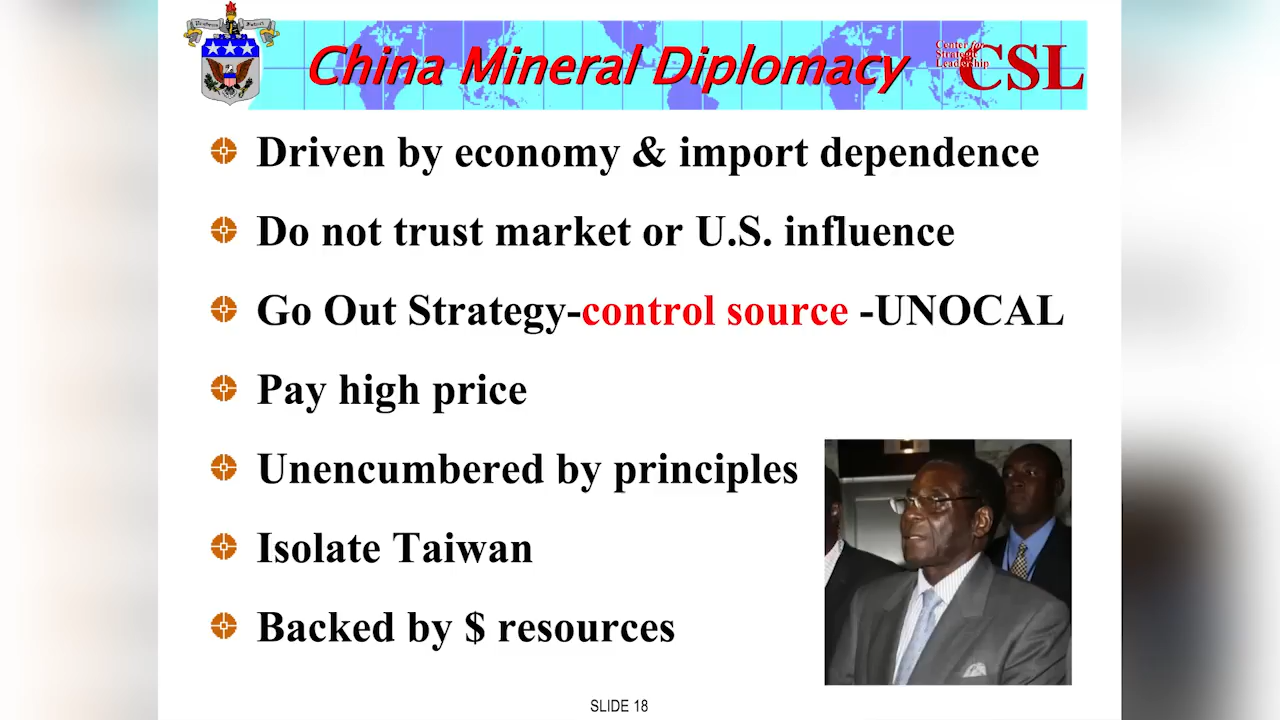 China Mineral Diplomacy
Center for
Strategic
Leadership
CSL
Driven by economy & import dependence
Do not trust market or U.S. influence
Go Out Strategy-control source -UNOCAL
Pay high price
Unencumbered by principles
Isolate Taiwan
Backed by $ resources
SLIDE 18